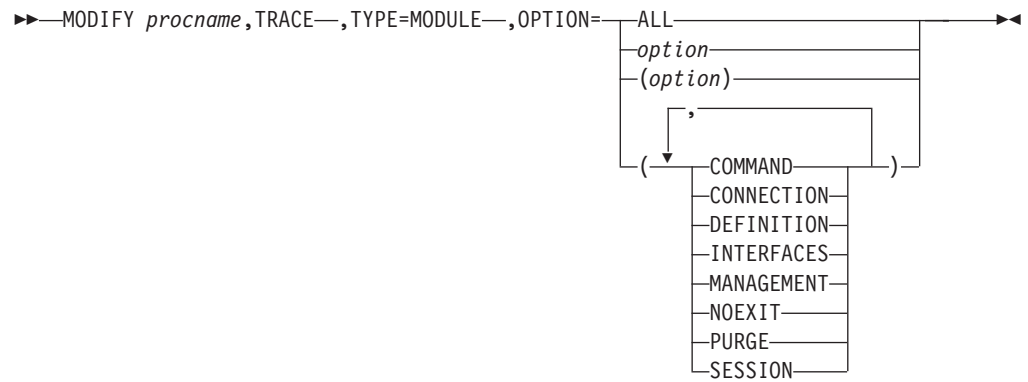 MODIFY procname,TRACE ,TYPE=MODULE ,OPTION= ALL
option
(option)
,
( COMMAND )
CONNECTION
DEFINITION
INTERFACES
MANAGEMENT
NOEXIT
PURGE
SESSION